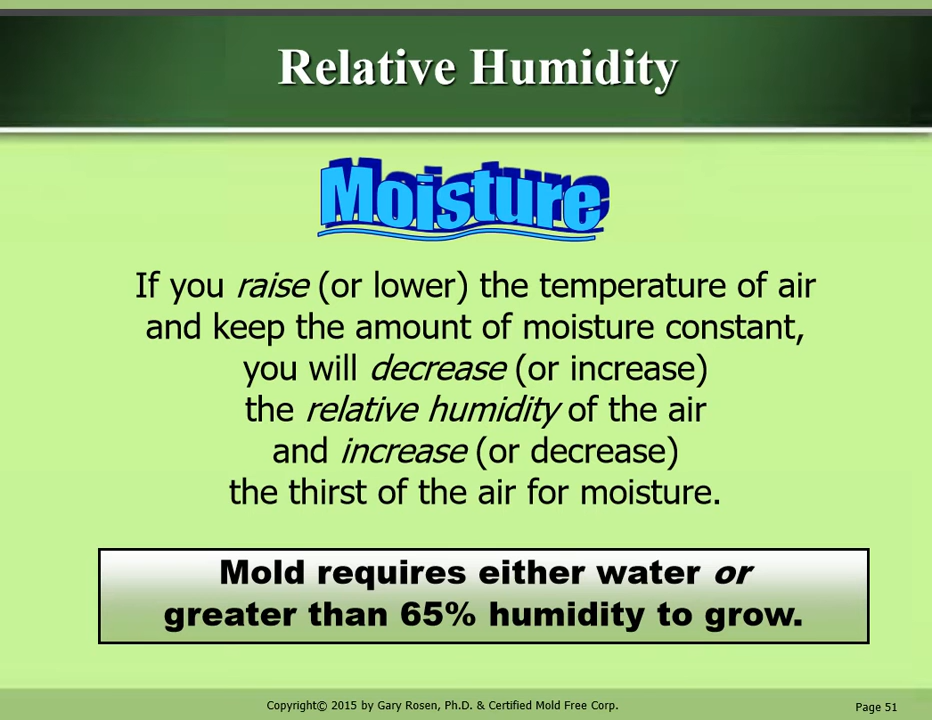 Relative Humidity
Moisture
If you raise (or lower) the temperature of air
and keep the amount of moisture constant,
you will decrease (or increase)
the relative humidity of the air
and increase (or decrease)
the thirst of the air for moisture.
Mold requires either water or
greater than 65% humidity to grow.
Copyright© 2015 by Gary Rosen, Ph.D. & Certified Mold Free Corp.
Page 51